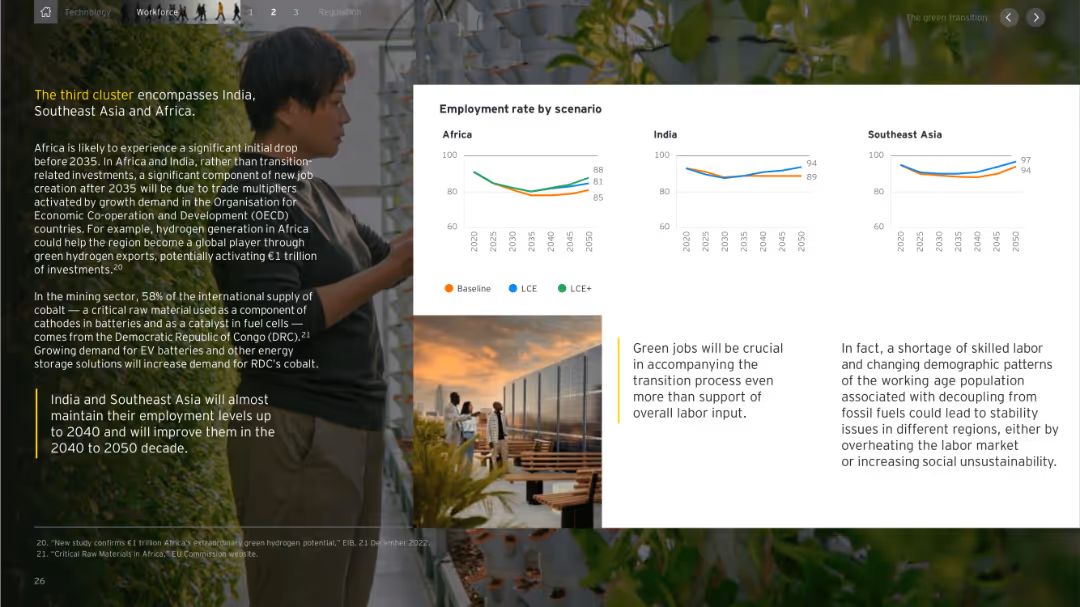 Technology
Workforce
1
2
3
Regulation
The green transition
The third cluster encompasses India,
Southeast Asia and Africa.
Africa is likely to experience a significant initial drop
before 2035. In Africa and India, rather than transition-
related investments, a significant component of new job
creation after 2035 will be due to trade multipliers
activated by growth demand in the Organisation for
Economic Co-operation and Development (OECD)
countries. For example, hydrogen generation in Africa
could help the region become a global player through
green hydrogen exports, potentially activating €1 trillion
of investments.²⁰
In the mining sector, 58% of the international supply of
cobalt — a critical raw material used as a component of
cathodes in batteries and as a catalyst in fuel cells —
comes from the Democratic Republic of Congo (DRC).²¹
Growing demand for EV batteries and other energy
storage solutions will increase demand for RDC's cobalt.
India and Southeast Asia will almost
maintain their employment levels up
to 2040 and will improve them in the
2040 to 2050 decade.
Employment rate by scenario
Africa
100
80
60
88
81
85
2020 2025 2030 2035 2040 2045 2050
India
100
80
60
94
89
2020 2025 2030 2035 2040 2045 2050
Southeast Asia
100
80
60
97
94
2020 2025 2030 2035 2040 2045 2050
Baseline
LCE
LCE+
Green jobs will be crucial
in accompanying the
transition process even
more than support of
overall labor input.
In fact, a shortage of skilled labor
and changing demographic patterns
of the working age population
associated with decoupling from
fossil fuels could lead to stability
issues in different regions, either by
overheating the labor market
or increasing social unsustainability.
20. "New study confirms €1 trillion Africa's extraordinary green hydrogen potential," EIB, 21 December 2022.
21. "Critical Raw Materials in Africa," EU Commission website.
26